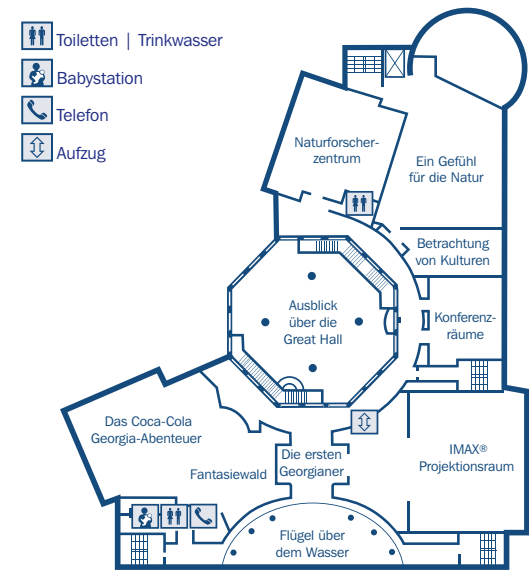 Toiletten | Trinkwasser
Babystation
Telefon
Aufzug
Naturforscher-
zentrum
Ein Gefühl
für die Natur
Betrachtung
von Kulturen
Ausblick
über die
Great Hall
Konferenz-
räume
Das Coca-Cola
Georgia-Abenteuer
Fantasiewald
Die ersten
Georgianer
IMAX®
Projektionsraum
Flügel über
dem Wasser